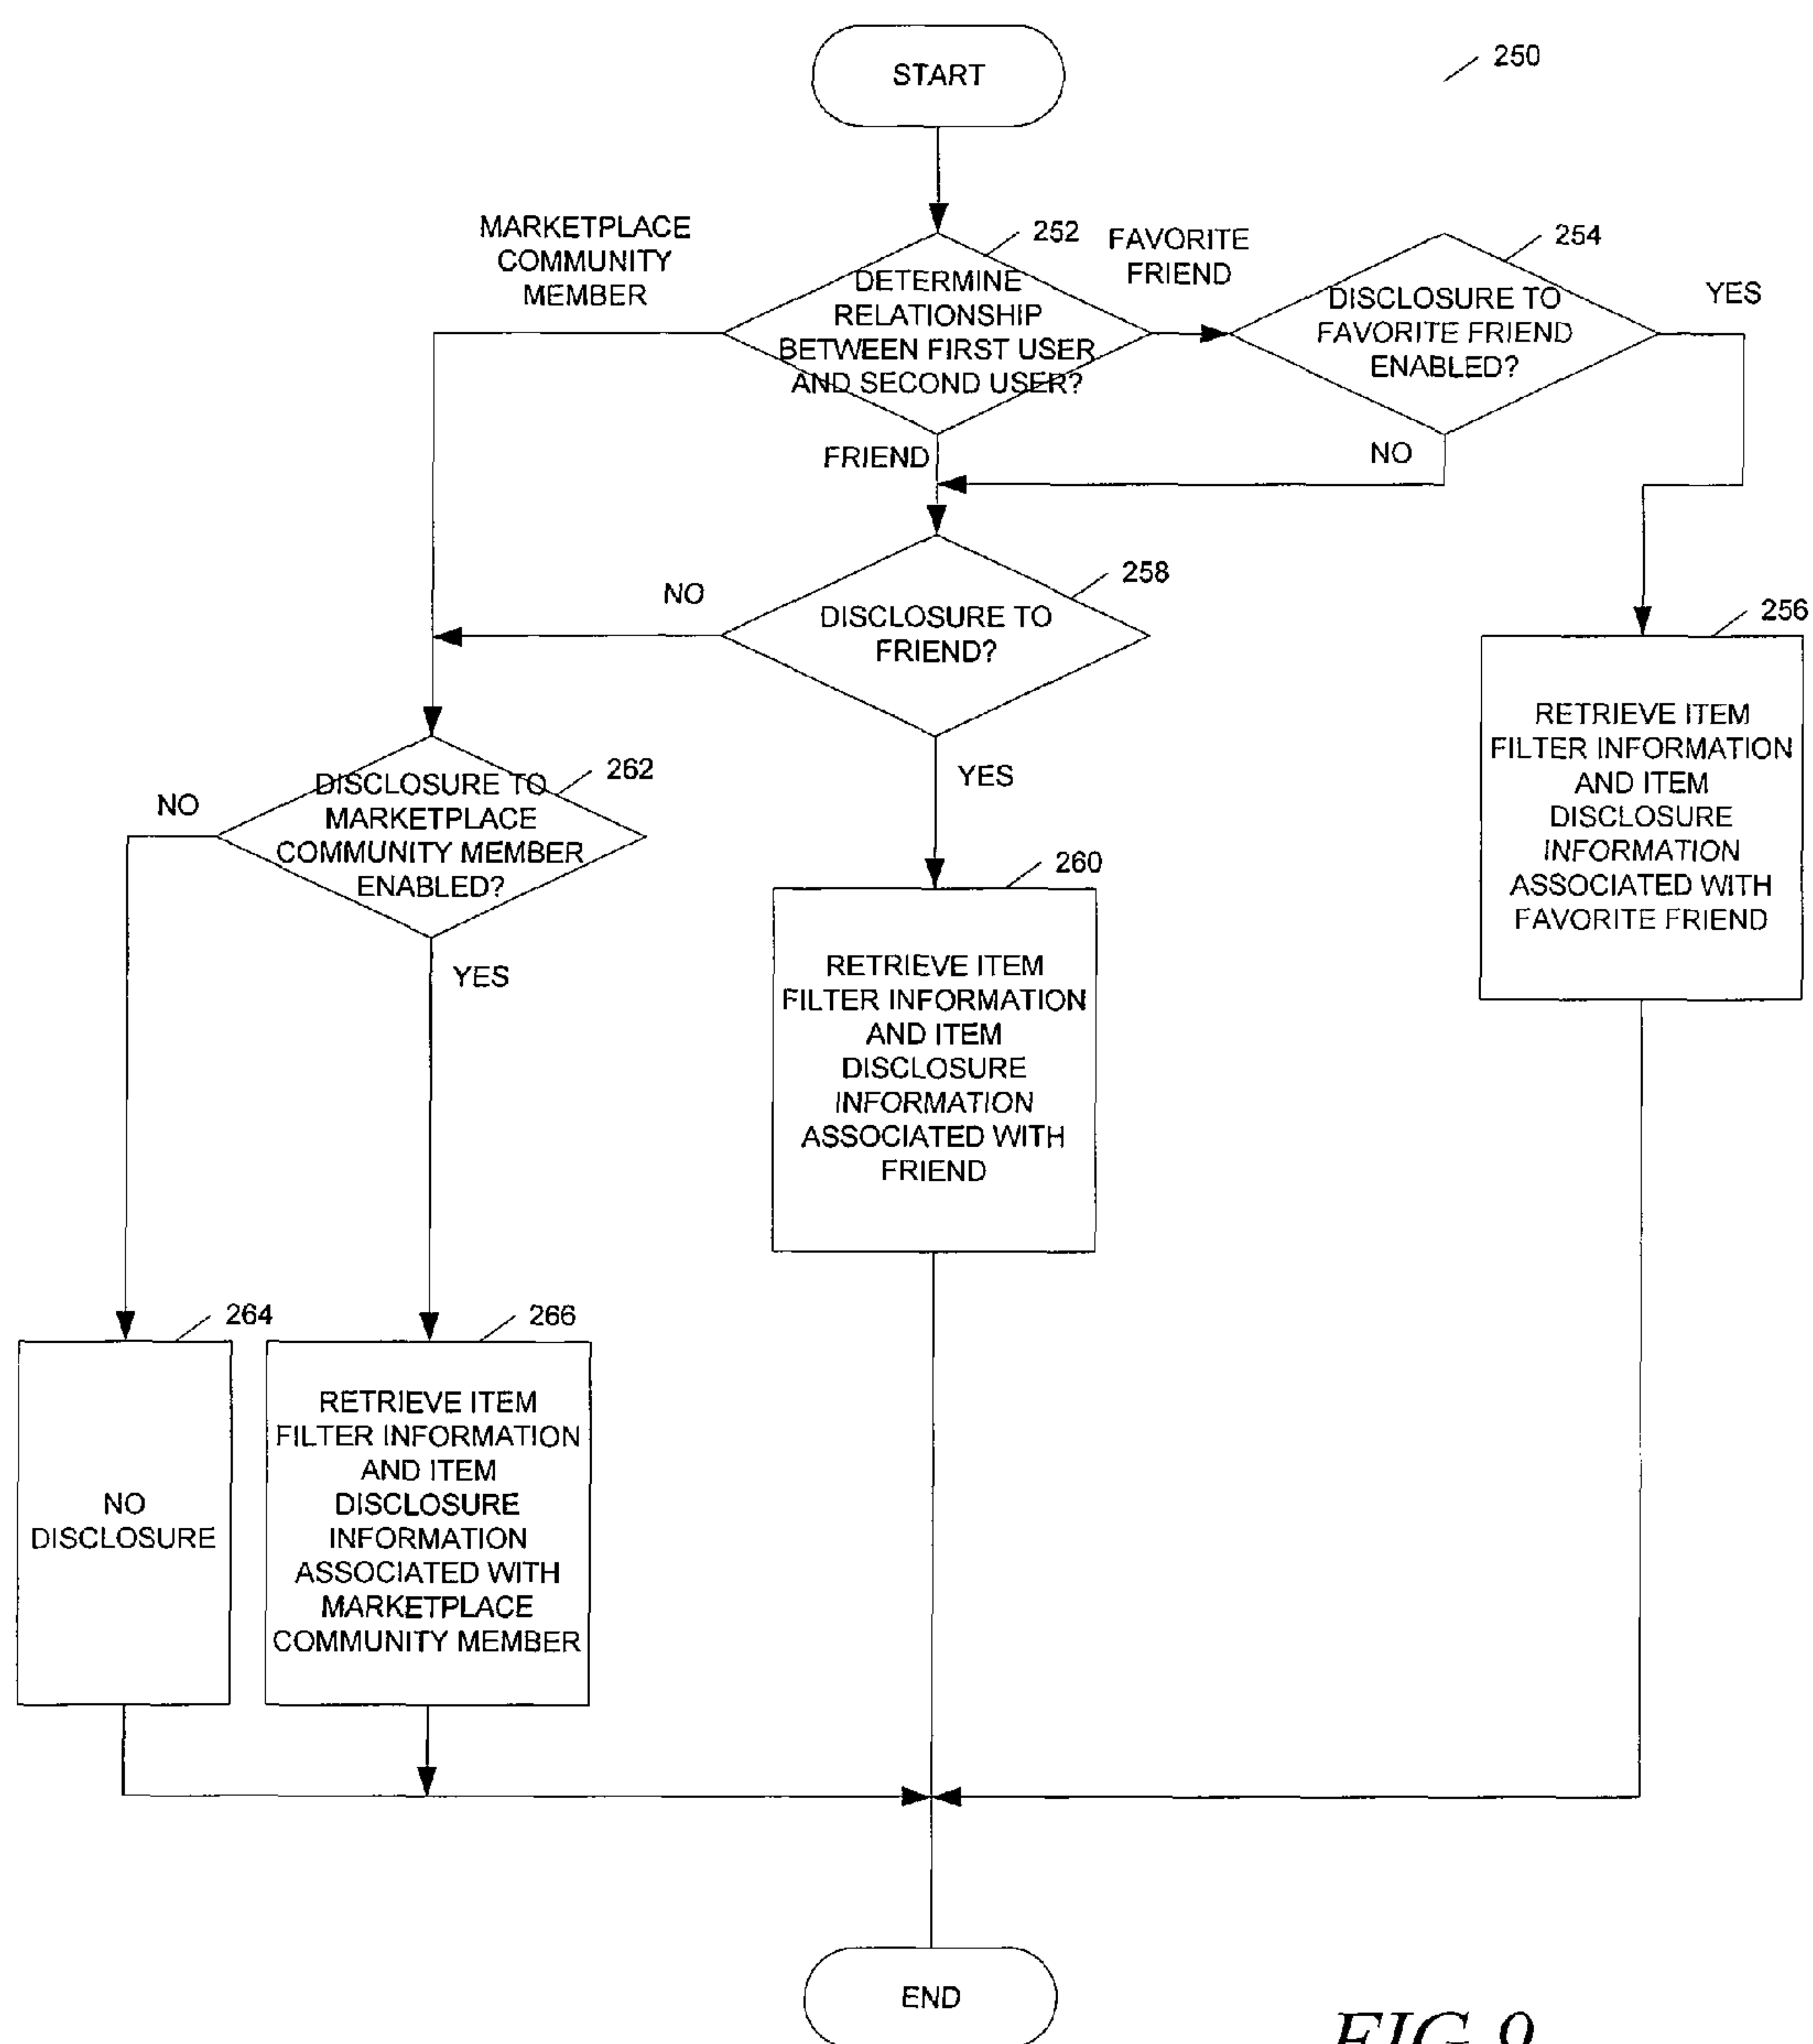 START
250
MARKETPLACE
COMMUNITY
MEMBER
252
FAVORITE
FRIEND
254
DETERMINE
RELATIONSHIP
BETWEEN FIRST USER
AND SECOND USER?
DISCLOSURE TO
FAVORITE FRIEND
ENABLED?
YES
FRIEND
NO
NO
258
DISCLOSURE TO
FRIEND?
256
RETRIEVE ITEM
FILTER INFORMATION
AND ITEM
DISCLOSURE
INFORMATION
ASSOCIATED WITH
FAVORITE FRIEND
262
NO
DISCLOSURE TO
MARKETPLACE
COMMUNITY MEMBER
ENABLED?
YES
YES
260
RETRIEVE ITEM
FILTER INFORMATION
AND ITEM
DISCLOSURE
INFORMATION
ASSOCIATED WITH
FRIEND
264
NO
DISCLOSURE
266
RETRIEVE ITEM
FILTER INFORMATION
AND ITEM
DISCLOSURE
INFORMATION
ASSOCIATED WITH
MARKETPLACE
COMMUNITY MEMBER
END
FIG 9